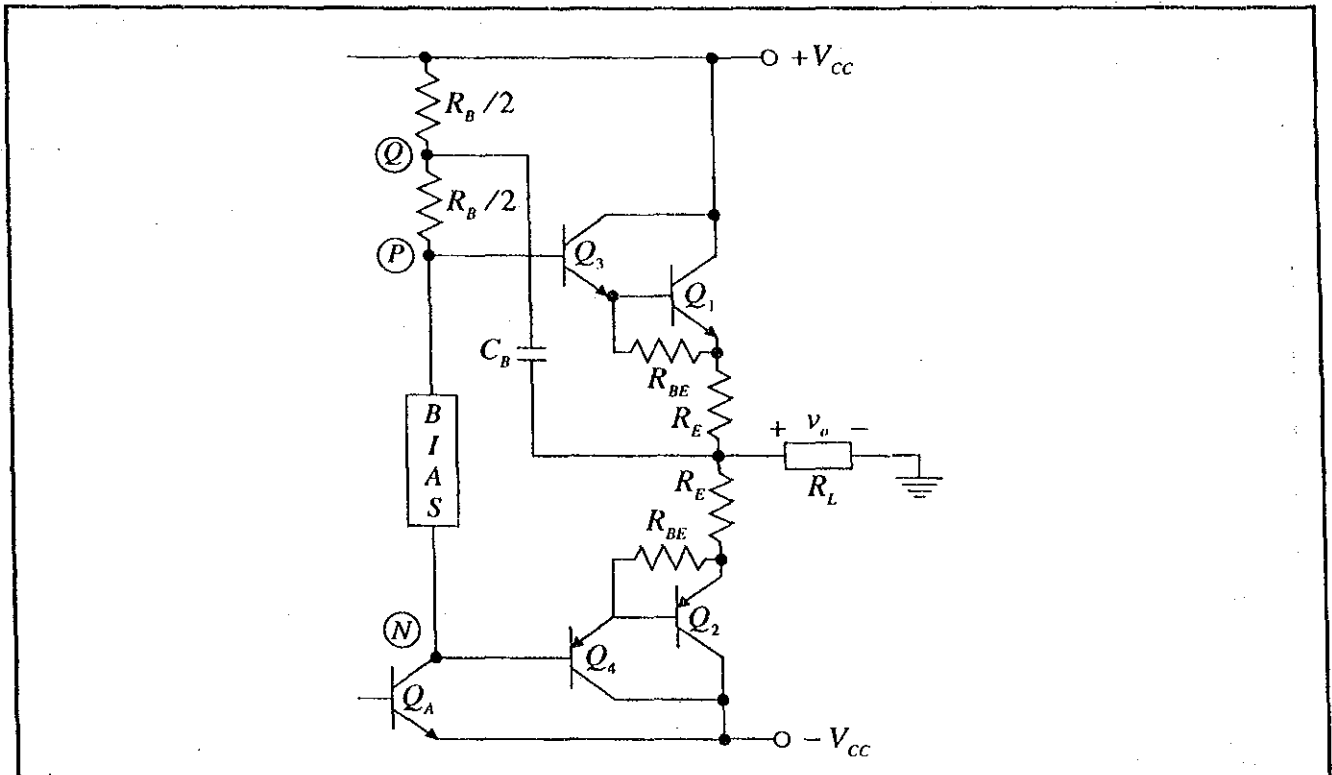 +V_CC
R_B /2
Q
R_B /2
P
Q_3
Q_1
C_B
R_BE
R_E
+ v_o −
R_L
B
I
A
S
R_E
R_BE
N
Q_2
Q_4
Q_A
− V_CC